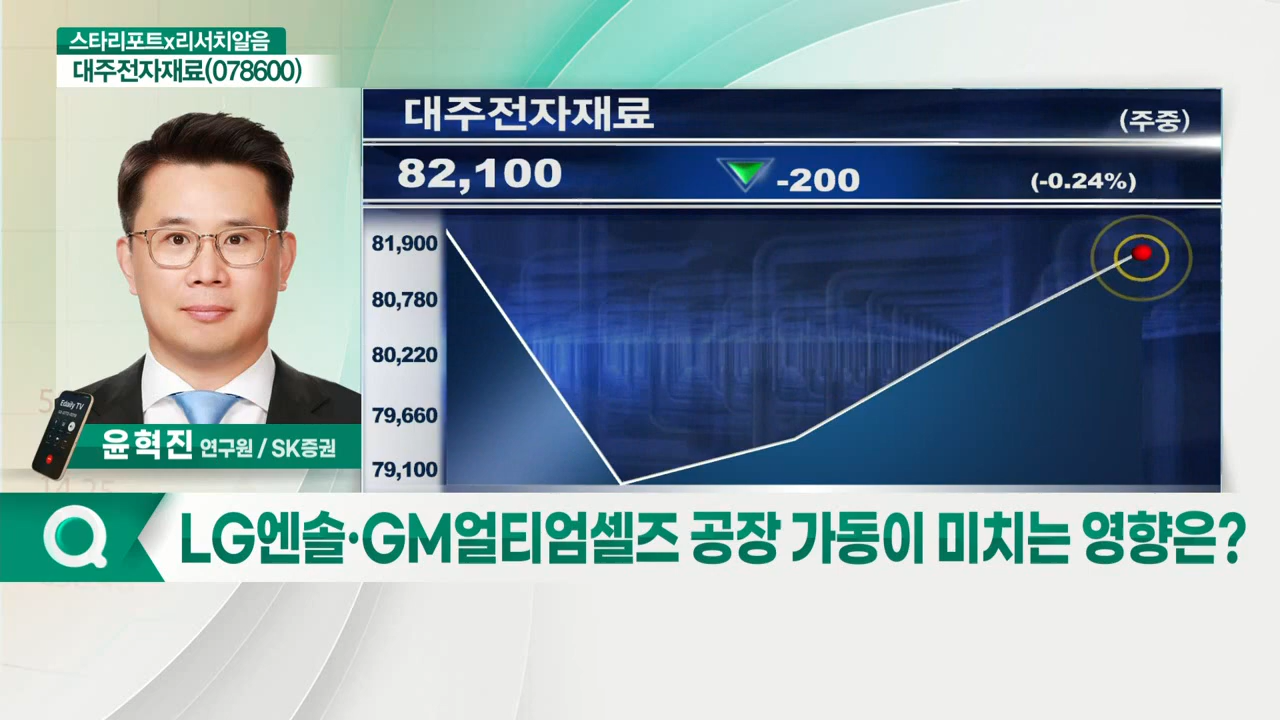 스타리포트x리서치알음
대주전자재료(078600)
대주전자재료
(주중)
82,100
-200
(-0.24%)
81,900
80,780
80,220
79,660
79,100
Edaily TV
윤혁진 연구원 / SK증권
Q
LG엔솔·GM얼티엄셀즈 공장 가동이 미치는 영향은?